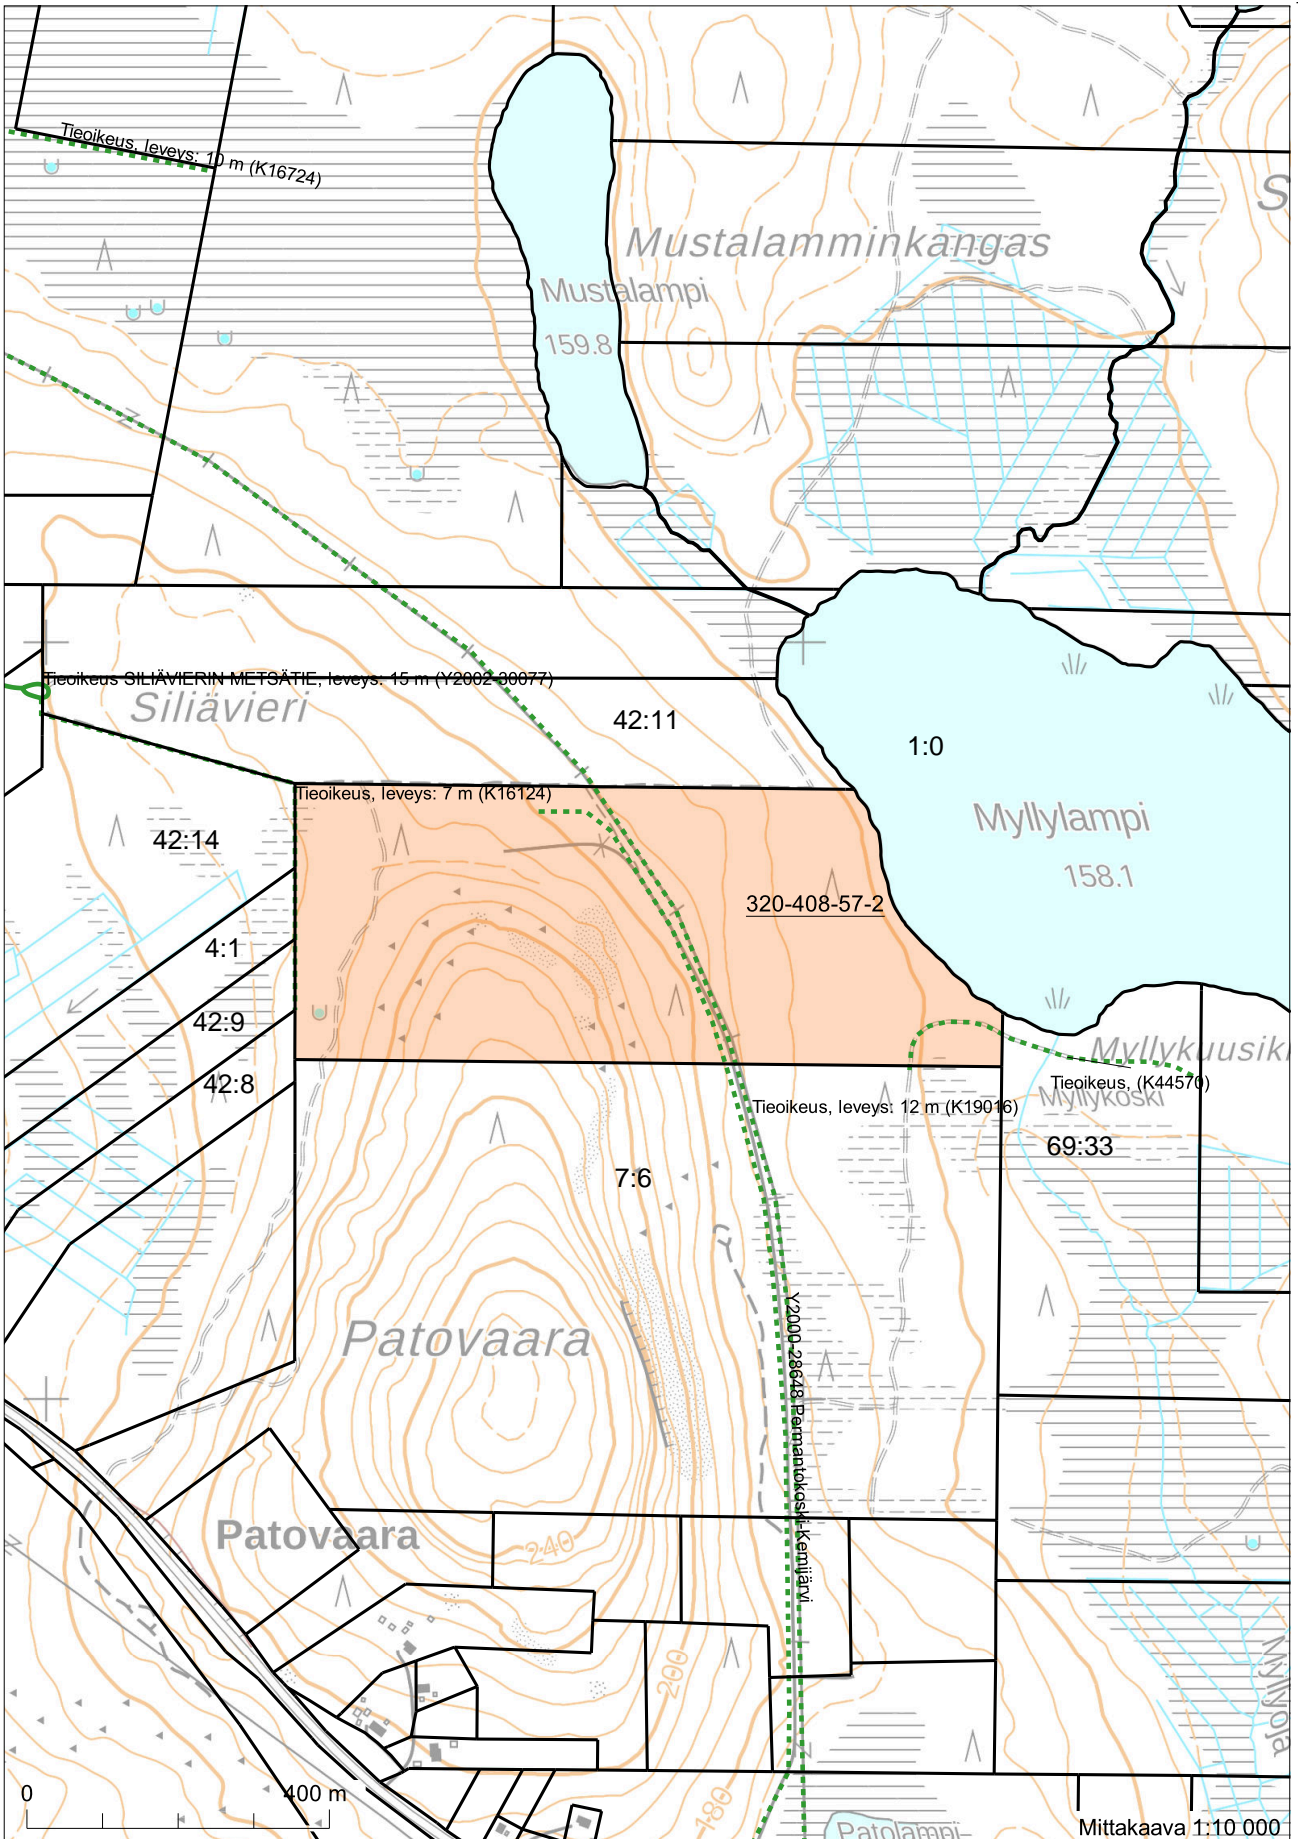 Tieoikeus, leveys: 10 m (K16724)
S
Mustalamminkangas
Mustalampi
159.8
Tieoikeus SILIÄVIERIN METSÄTIE, leveys: 15 m (Y2002-30077)
Siliävieri
42:11
1:0
Tieoikeus, leveys: 7 m (K16124)
Myllylampi
42:14
158.1
320-408-57-2
4:1
42:9
Myllykuusiki
42:8
Tieoikeus, (K44570)
Myllykoski
Tieoikeus, leveys: 12 m (K19016)
69:33
7:6
Y2000-28648 Permantokoski-Kemijärvi
Patovaara
Patovaara
240
200
Myllyoja
180
0
400 m
Patolampi
Mittakaava 1:10 000